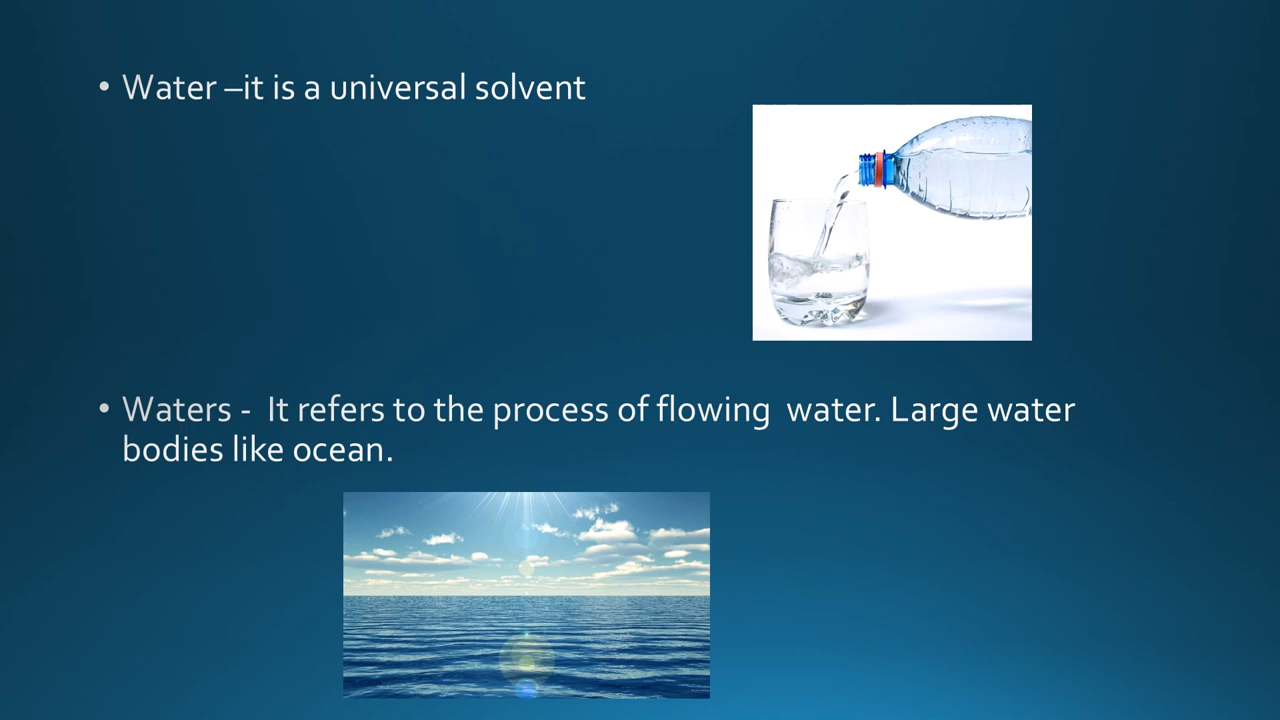 • Water –it is a universal solvent
• Waters -  It refers to the process of flowing  water. Large water
bodies like ocean.